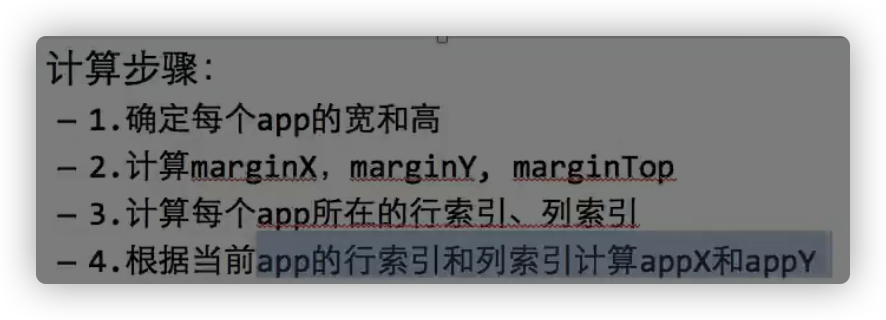 计算步骤:
– 1.确定每个app的宽和高
– 2.计算marginX，marginY, marginTop
– 3.计算每个app所在的行索引、列索引
– 4.根据当前app的行索引和列索引计算appX和appY